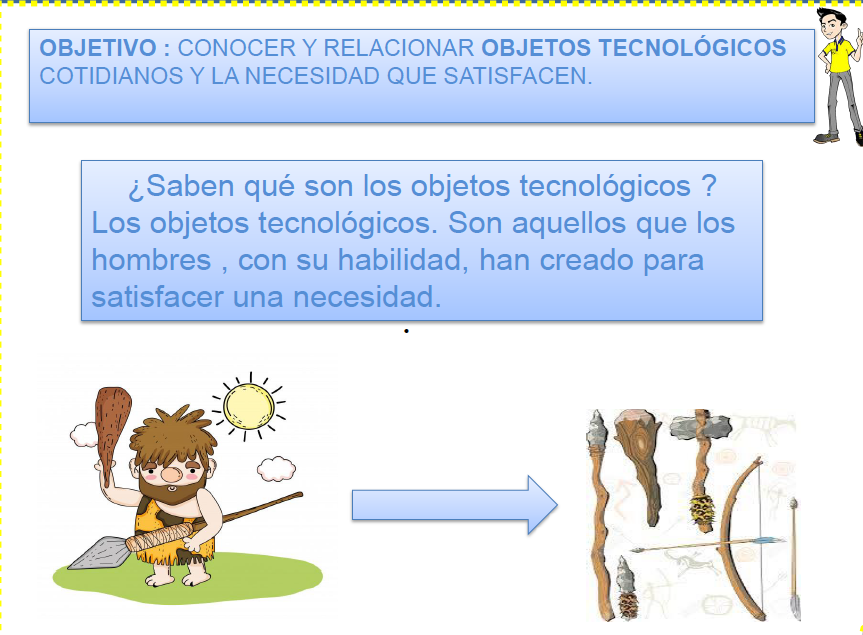 OBJETIVO : CONOCER Y RELACIONAR OBJETOS TECNOLÓGICOS
COTIDIANOS Y LA NECESIDAD QUE SATISFACEN.
¿Saben qué son los objetos tecnológicos ?
Los objetos tecnológicos. Son aquellos que los
hombres , con su habilidad, han creado para
satisfacer una necesidad.
.